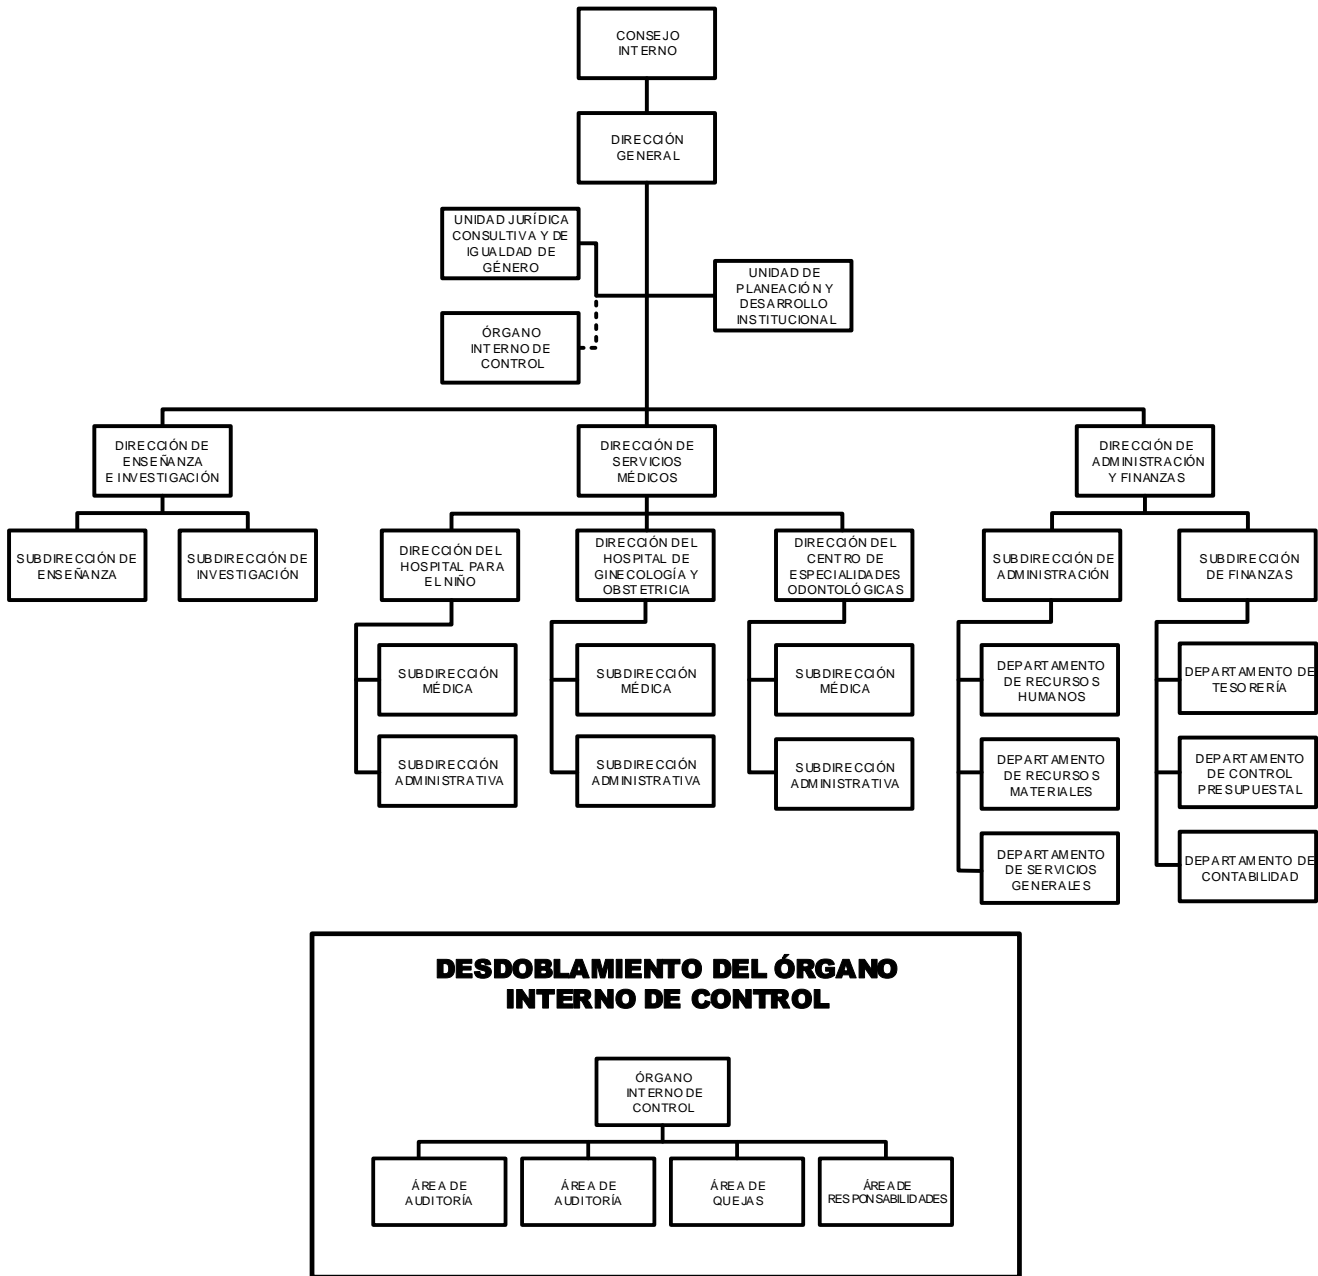 CONSEJO
INTERNO
DIRECCIÓN
GENERAL
UNIDAD JURÍDICA
CONSULTIVA Y DE
IGUALDAD DE
GÉNERO
UNIDAD DE
PLANEACIÓN Y
DESARROLLO
INSTITUCIONAL
ÓRGANO
INTERNO DE
CONTROL
DIRECCIÓN DE
ENSEÑANZA
E INVESTIGACIÓN
DIRECCIÓN DE
SERVICIOS
MÉDICOS
DIRECCIÓN DE
ADMINISTRACIÓN
Y FINANZAS
SUBDIRECCIÓN DE
ENSEÑANZA
SUBDIRECCIÓN DE
INVESTIGACIÓN
DIRECCIÓN DEL
HOSPITAL PARA
EL NIÑO
DIRECCIÓN DEL
HOSPITAL DE
GINECOLOGÍA Y
OBSTETRICIA
DIRECCIÓN DEL
CENTRO DE
ESPECIALIDADES
ODONTOLÓGICAS
SUBDIRECCIÓN DE
ADMINISTRACIÓN
SUBDIRECCIÓN
DE FINANZAS
SUBDIRECCIÓN
MÉDICA
SUBDIRECCIÓN
MÉDICA
SUBDIRECCIÓN
MÉDICA
DEPARTAMENTO
DE RECURSOS
HUMANOS
DEPARTAMENTO DE
TESORERÍA
SUBDIRECCIÓN
ADMINISTRATIVA
SUBDIRECCIÓN
ADMINISTRATIVA
SUBDIRECCIÓN
ADMINISTRATIVA
DEPARTAMENTO
DE RECURSOS
MATERIALES
DEPARTAMENTO
DE CONTROL
PRESUPUESTAL
DEPARTAMENTO
DE SERVICIOS
GENERALES
DEPARTAMENTO DE
CONTABILIDAD
DESDOBLAMIENTO DEL ÓRGANO
INTERNO DE CONTROL
ÓRGANO
INTERNO DE
CONTROL
ÁREA DE
AUDITORÍA
ÁREA DE
AUDITORÍA
ÁREA DE
QUEJAS
ÁREA DE
RESPONSABILIDADES